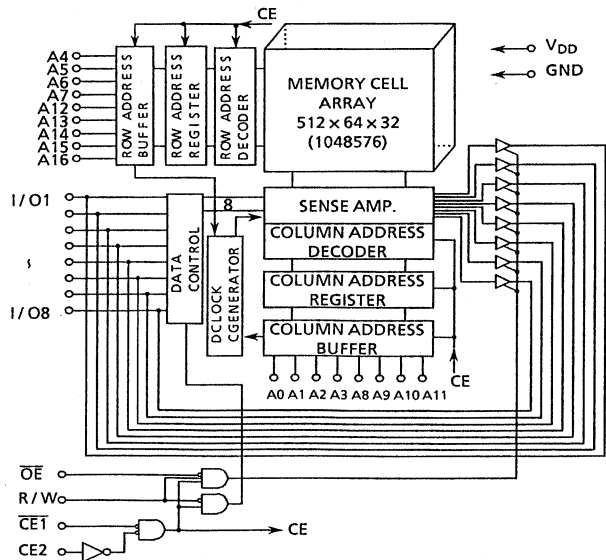 CE
A4
A5
A6
A7
A12
A13
A14
A15
A16
ROW ADDRESS
BUFFER
ROW ADDRESS
REGISTER
ROW ADDRESS
DECODER
MEMORY CELL
ARRAY
512 x 64 x 32
(1048576)
VDD
GND
I/O1
I/O8
DATA
CONTROL
8
DCLOCK
CGENERATOR
SENSE AMP.
COLUMN ADDRESS
DECODER
COLUMN ADDRESS
REGISTER
COLUMN ADDRESS
BUFFER
CE
A0 A1 A2 A3 A8 A9 A10 A11
OE
R/W
CE1
CE2
CE